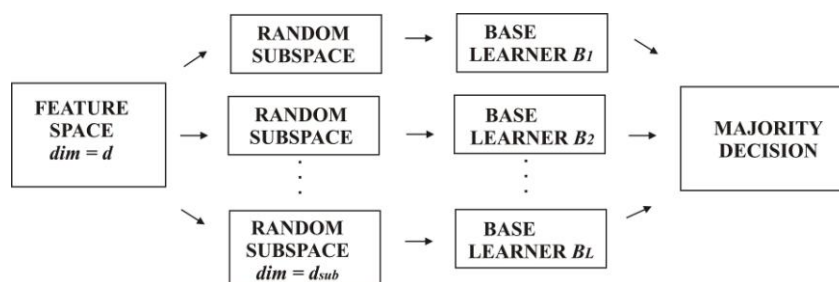 FEATURE
SPACE
dim = d
RANDOM
SUBSPACE
BASE
LEARNER B1
RANDOM
SUBSPACE
BASE
LEARNER B2
RANDOM
SUBSPACE
dim = dsub
BASE
LEARNER BL
MAJORITY
DECISION